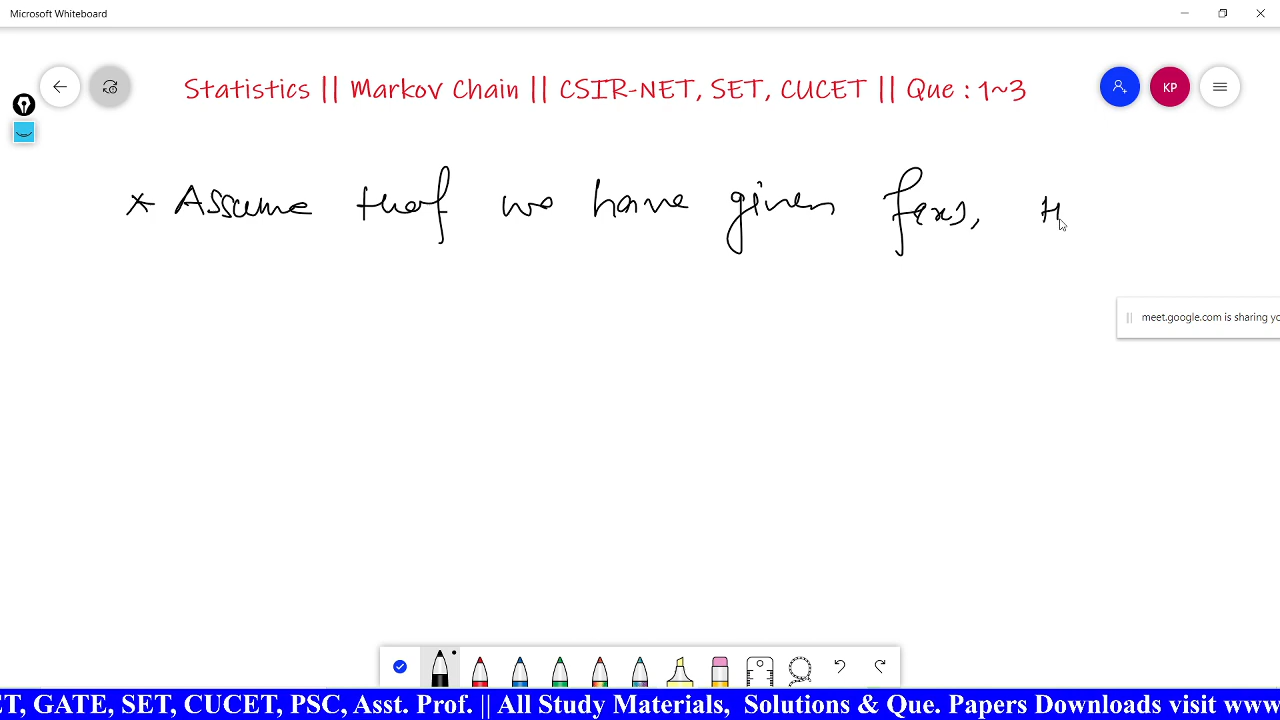 Microsoft Whiteboard
Statistics || Markov Chain || CSIR-NET, SET, CUCET || Que : 1~3
KP
* Assume that we have given f(x),
meet.google.com is sharing yo
ET, GATE, SET, CUCET, PSC, Asst. Prof. || All Study Materials, Solutions & Que. Papers Downloads visit www